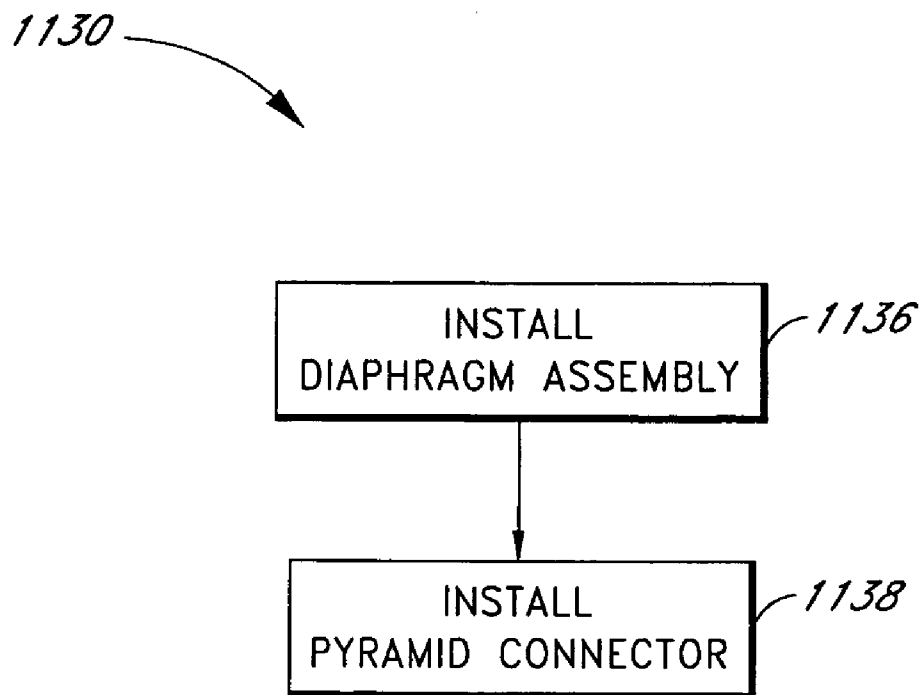 1130
INSTALL
DIAPHRAGM ASSEMBLY
1136
INSTALL
PYRAMID CONNECTOR
1138